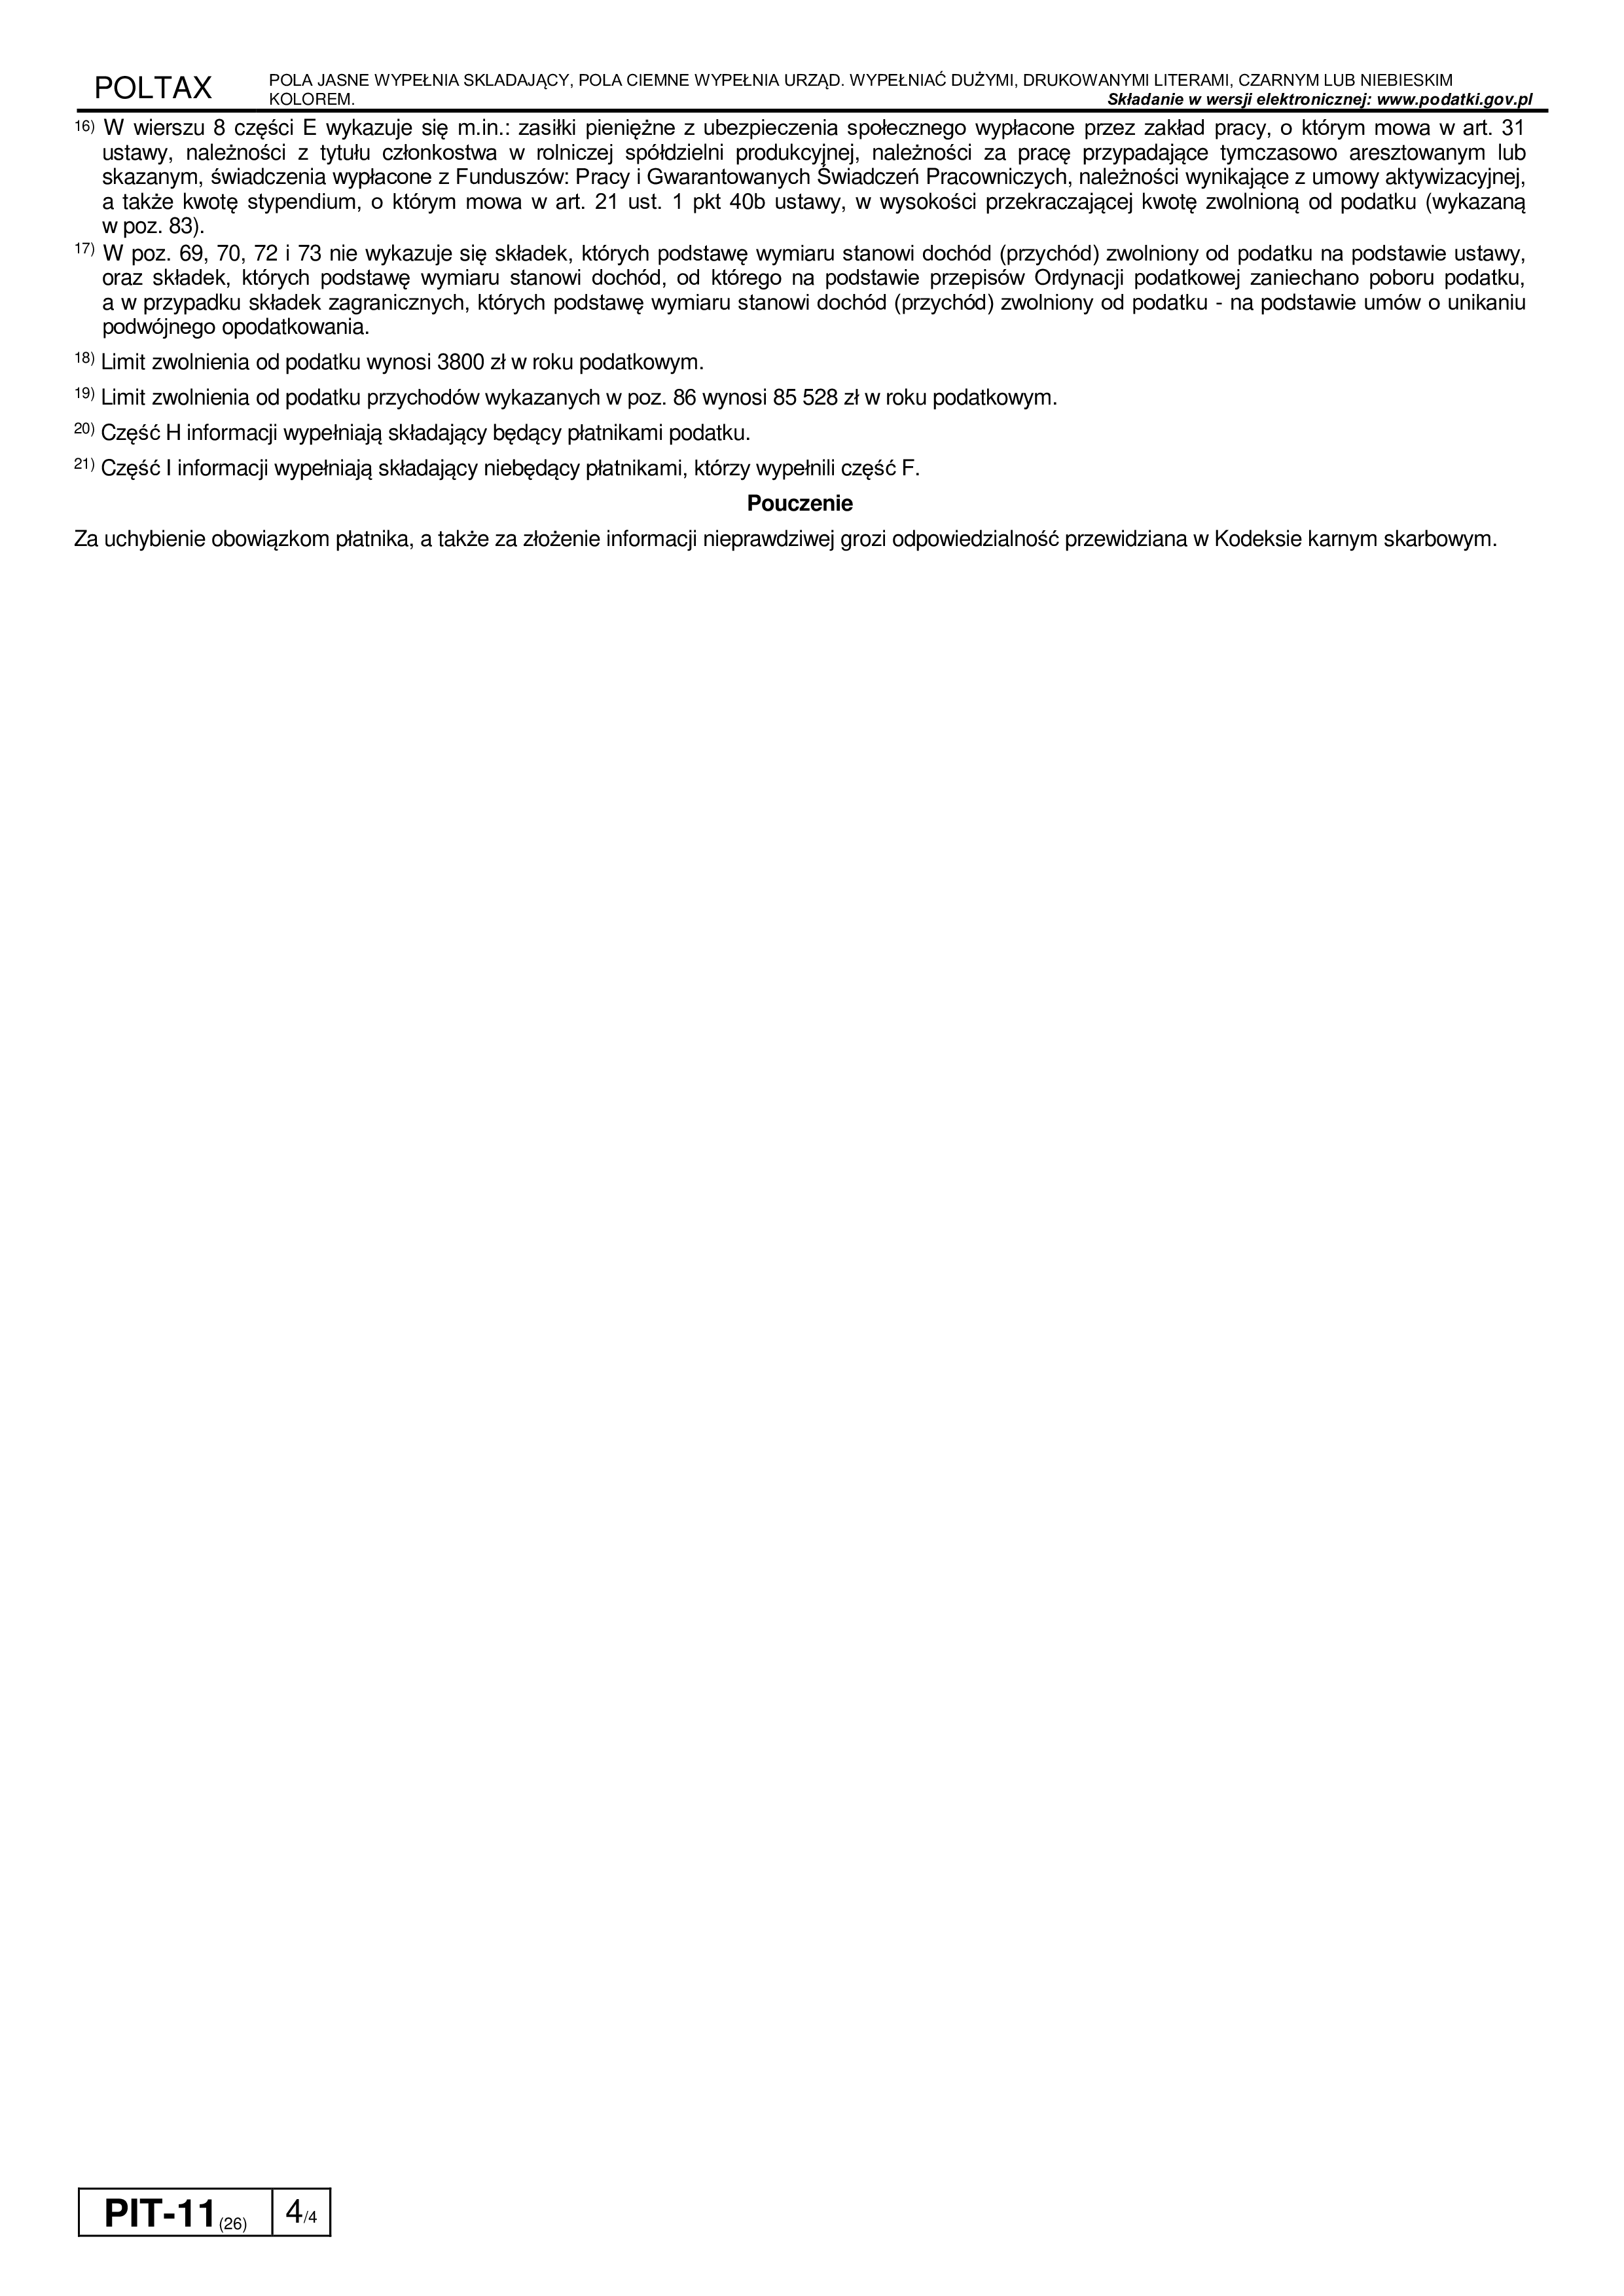 POLTAX
POLA JASNE WYPEŁNIA SKLADAJĄCY, POLA CIEMNE WYPEŁNIA URZĄD. WYPEŁNIAĆ DUŻYMI, DRUKOWANYMI LITERAMI, CZARNYM LUB NIEBIESKIM
KOLOREM. Składanie w wersji elektronicznej: www.podatki.gov.pl
16) W wierszu 8 części E wykazuje się m.in.: zasiłki pieniężne z ubezpieczenia społecznego wypłacone przez zakład pracy, o którym mowa w art. 31
ustawy, należności z tytułu członkostwa w rolniczej spółdzielni produkcyjnej, należności za pracę przypadające tymczasowo aresztowanym lub
skazanym, świadczenia wypłacone z Funduszów: Pracy i Gwarantowanych Świadczeń Pracowniczych, należności wynikające z umowy aktywizacyjnej,
a także kwotę stypendium, o którym mowa w art. 21 ust. 1 pkt 40b ustawy, w wysokości przekraczającej kwotę zwolnioną od podatku (wykazaną
w poz. 83).
17) W poz. 69, 70, 72 i 73 nie wykazuje się składek, których podstawę wymiaru stanowi dochód (przychód) zwolniony od podatku na podstawie ustawy,
oraz składek, których podstawę wymiaru stanowi dochód, od którego na podstawie przepisów Ordynacji podatkowej zaniechano poboru podatku,
a w przypadku składek zagranicznych, których podstawę wymiaru stanowi dochód (przychód) zwolniony od podatku - na podstawie umów o unikaniu
podwójnego opodatkowania.
18) Limit zwolnienia od podatku wynosi 3800 zł w roku podatkowym.
19) Limit zwolnienia od podatku przychodów wykazanych w poz. 86 wynosi 85 528 zł w roku podatkowym.
20) Część H informacji wypełniają składający będący płatnikami podatku.
21) Część I informacji wypełniają składający niebędący płatnikami, którzy wypełnili część F.
Pouczenie
Za uchybienie obowiązkom płatnika, a także za złożenie informacji nieprawdziwej grozi odpowiedzialność przewidziana w Kodeksie karnym skarbowym.
PIT-11(26) 4/4